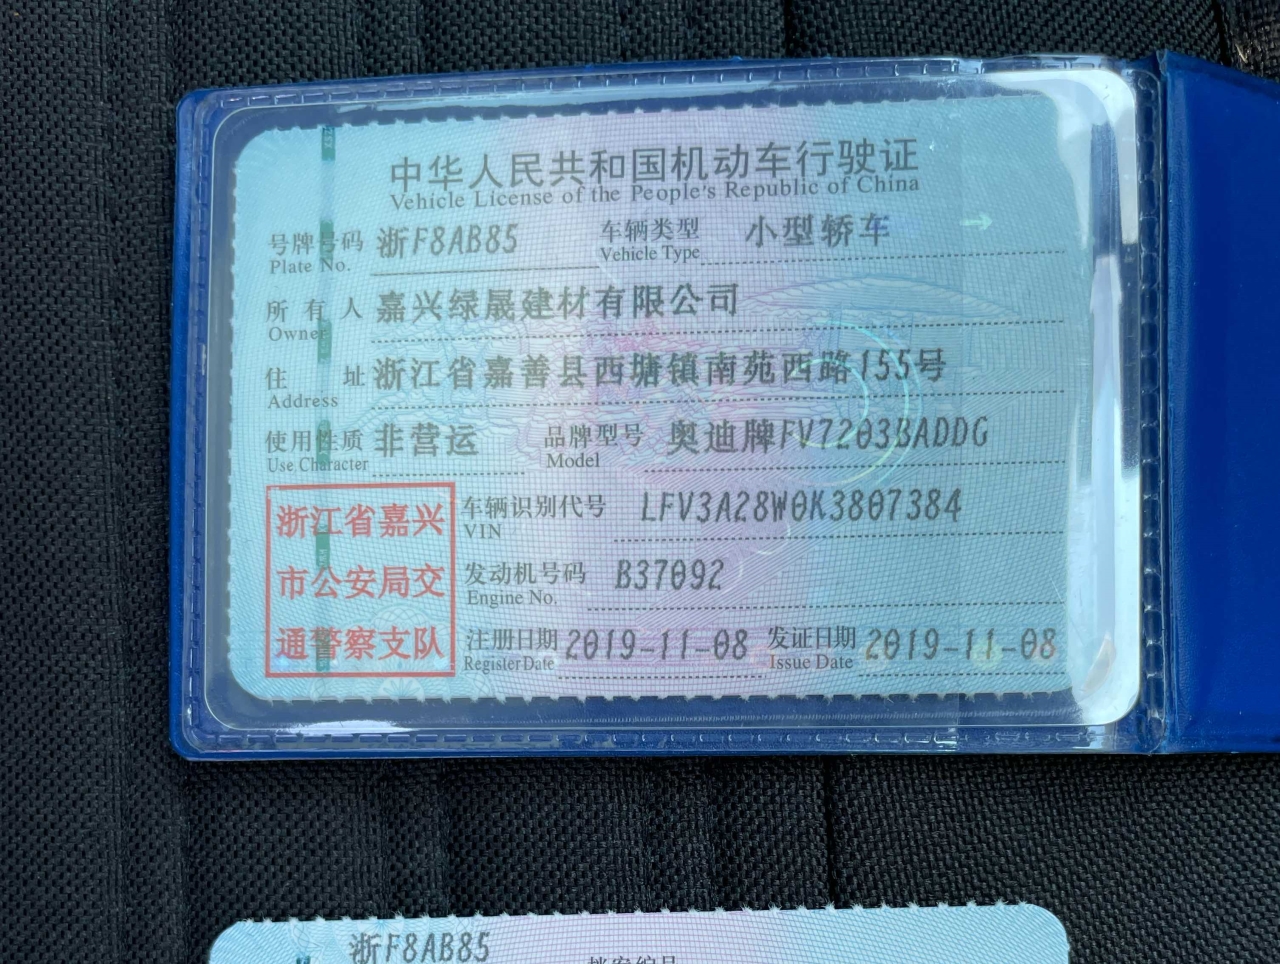 中华人民共和国机动车行驶证
Vehicle License of the People's Republic of China
号牌号码 浙F8AB85 车辆类型 小型轿车
Plate No. Vehicle Type
所有人 嘉兴绿晟建材有限公司
Owner
住址 浙江省嘉善县西塘镇南苑西路155号
Address
使用性质 非营运 品牌型号 奥迪牌FV7203BADDG
Use Character Model
浙江省嘉兴
市公安局交
通警察支队
车辆识别代号 LFV3A28W0K3807384
VIN
发动机号码 B37092
Engine No.
注册日期 2019-11-08 发证日期 2019-11-08
Register Date Issue Date
浙F8AB85